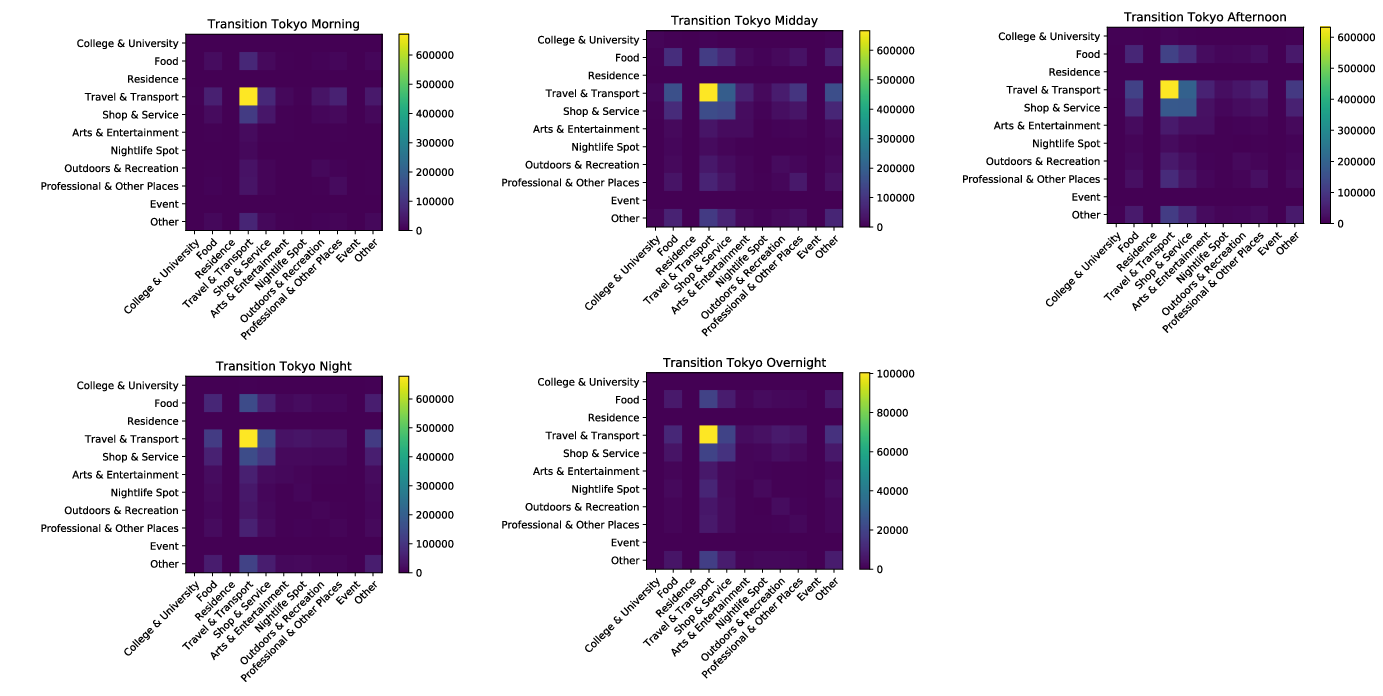 Transition Tokyo Morning
College & University
Food
Residence
Travel & Transport
Shop & Service
Arts & Entertainment
Nightlife Spot
Outdoors & Recreation
Professional & Other Places
Event
Other
College & University
Food
Residence
Travel & Transport
Shop & Service
Arts & Entertainment
Nightlife Spot
Outdoors & Recreation
Professional & Other Places
Event
Other
600000
500000
400000
300000
200000
100000
0
Transition Tokyo Midday
College & University
Food
Residence
Travel & Transport
Shop & Service
Arts & Entertainment
Nightlife Spot
Outdoors & Recreation
Professional & Other Places
Event
Other
College & University
Food
Residence
Travel & Transport
Shop & Service
Arts & Entertainment
Nightlife Spot
Outdoors & Recreation
Professional & Other Places
Event
Other
600000
500000
400000
300000
200000
100000
0
Transition Tokyo Afternoon
College & University
Food
Residence
Travel & Transport
Shop & Service
Arts & Entertainment
Nightlife Spot
Outdoors & Recreation
Professional & Other Places
Event
Other
College & University
Food
Residence
Travel & Transport
Shop & Service
Arts & Entertainment
Nightlife Spot
Outdoors & Recreation
Professional & Other Places
Event
Other
600000
500000
400000
300000
200000
100000
0
Transition Tokyo Night
College & University
Food
Residence
Travel & Transport
Shop & Service
Arts & Entertainment
Nightlife Spot
Outdoors & Recreation
Professional & Other Places
Event
Other
College & University
Food
Residence
Travel & Transport
Shop & Service
Arts & Entertainment
Nightlife Spot
Outdoors & Recreation
Professional & Other Places
Event
Other
600000
500000
400000
300000
200000
100000
0
Transition Tokyo Overnight
College & University
Food
Residence
Travel & Transport
Shop & Service
Arts & Entertainment
Nightlife Spot
Outdoors & Recreation
Professional & Other Places
Event
Other
College & University
Food
Residence
Travel & Transport
Shop & Service
Arts & Entertainment
Nightlife Spot
Outdoors & Recreation
Professional & Other Places
Event
Other
100000
80000
60000
40000
20000
0